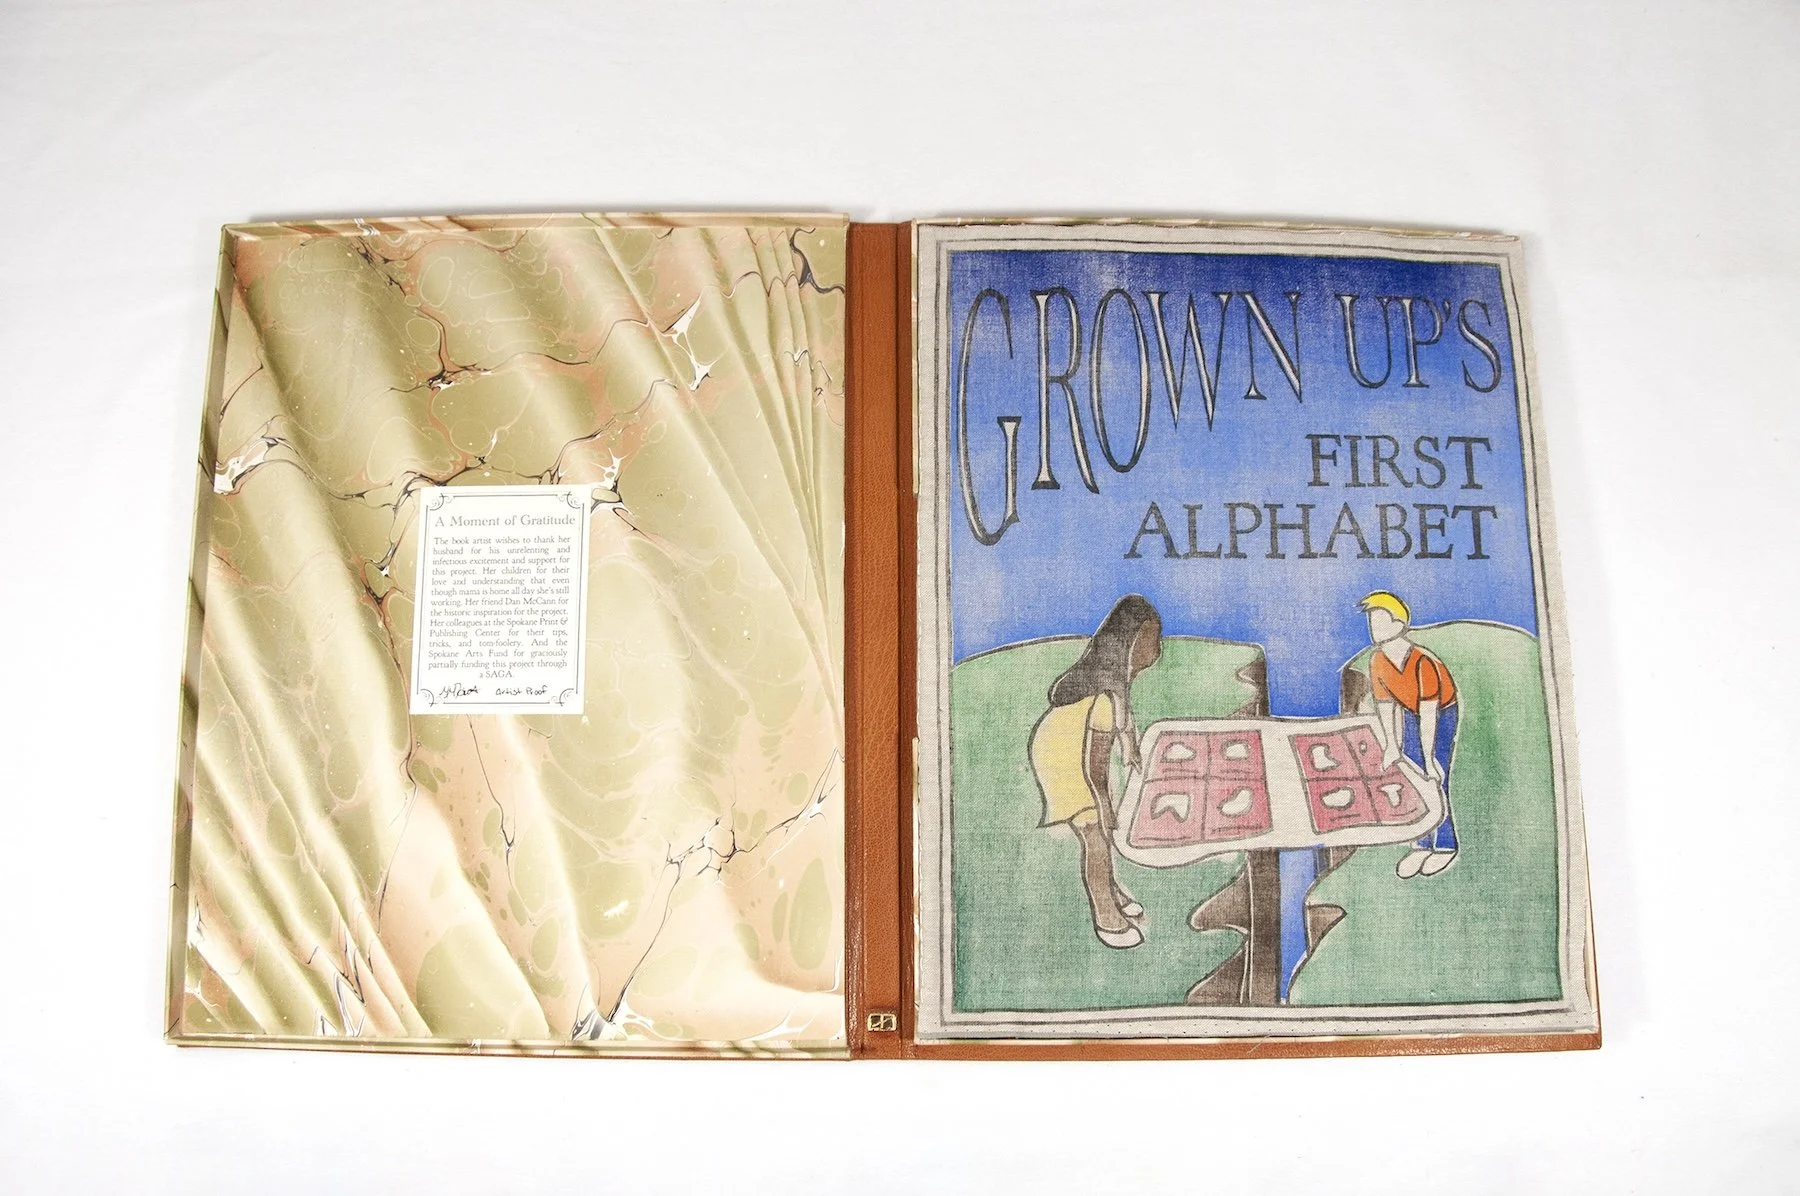 A Moment of Gratitude
The book artist wishes to thank her
husband for his unrelenting and
infectious excitement and support for
this project. Her children for their
love and understanding that even
though mama is home all day she's still
working. Her friend Dan McCann for
the historic inspiration for the project.
Her colleagues at the Spokane Print &
Publishing Center for their tips,
tricks, and tom-foolery. And the
Spokane Arts Fund for graciously
partially funding this project through
a SAGA.
Artist Proof
GROWN UP'S
FIRST
ALPHABET